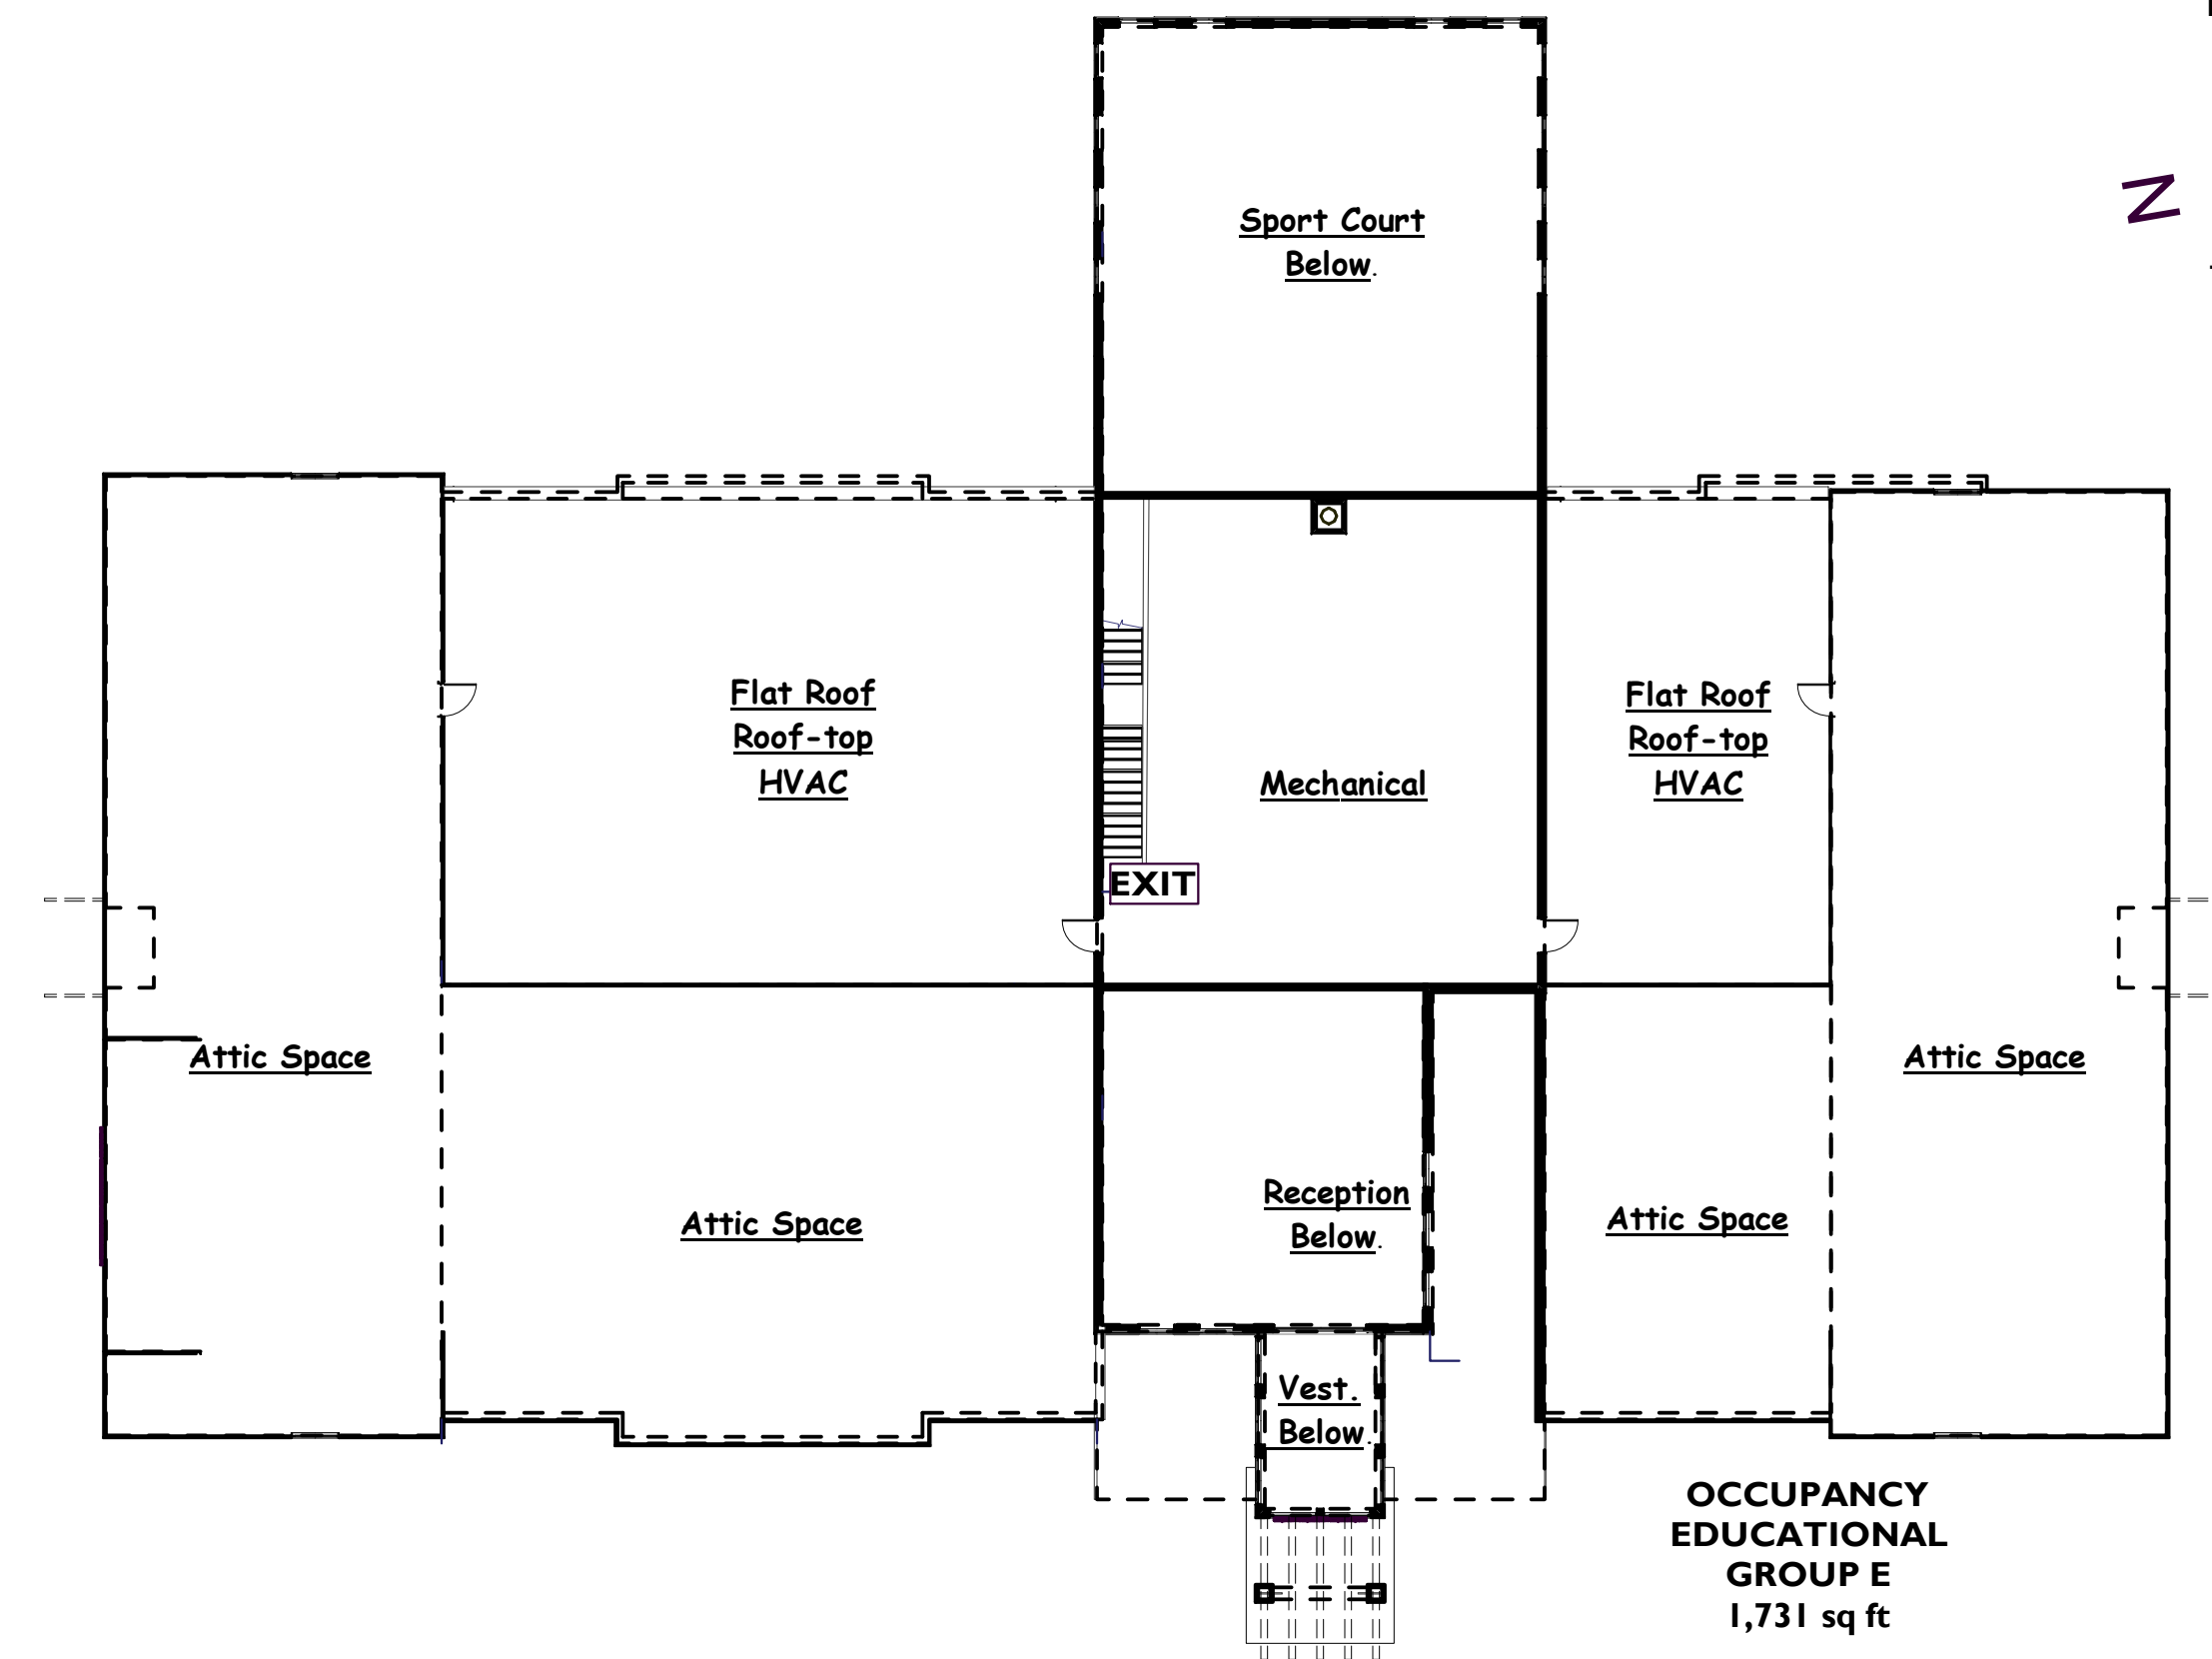 Sport Court
Below.
N
Flat Roof
Roof-top
HVAC
Mechanical
Flat Roof
Roof-top
HVAC
EXIT
Attic Space
Attic Space
Attic Space
Reception
Below.
Attic Space
Vest.
Below.
OCCUPANCY
EDUCATIONAL
GROUP E
1,731 sq ft